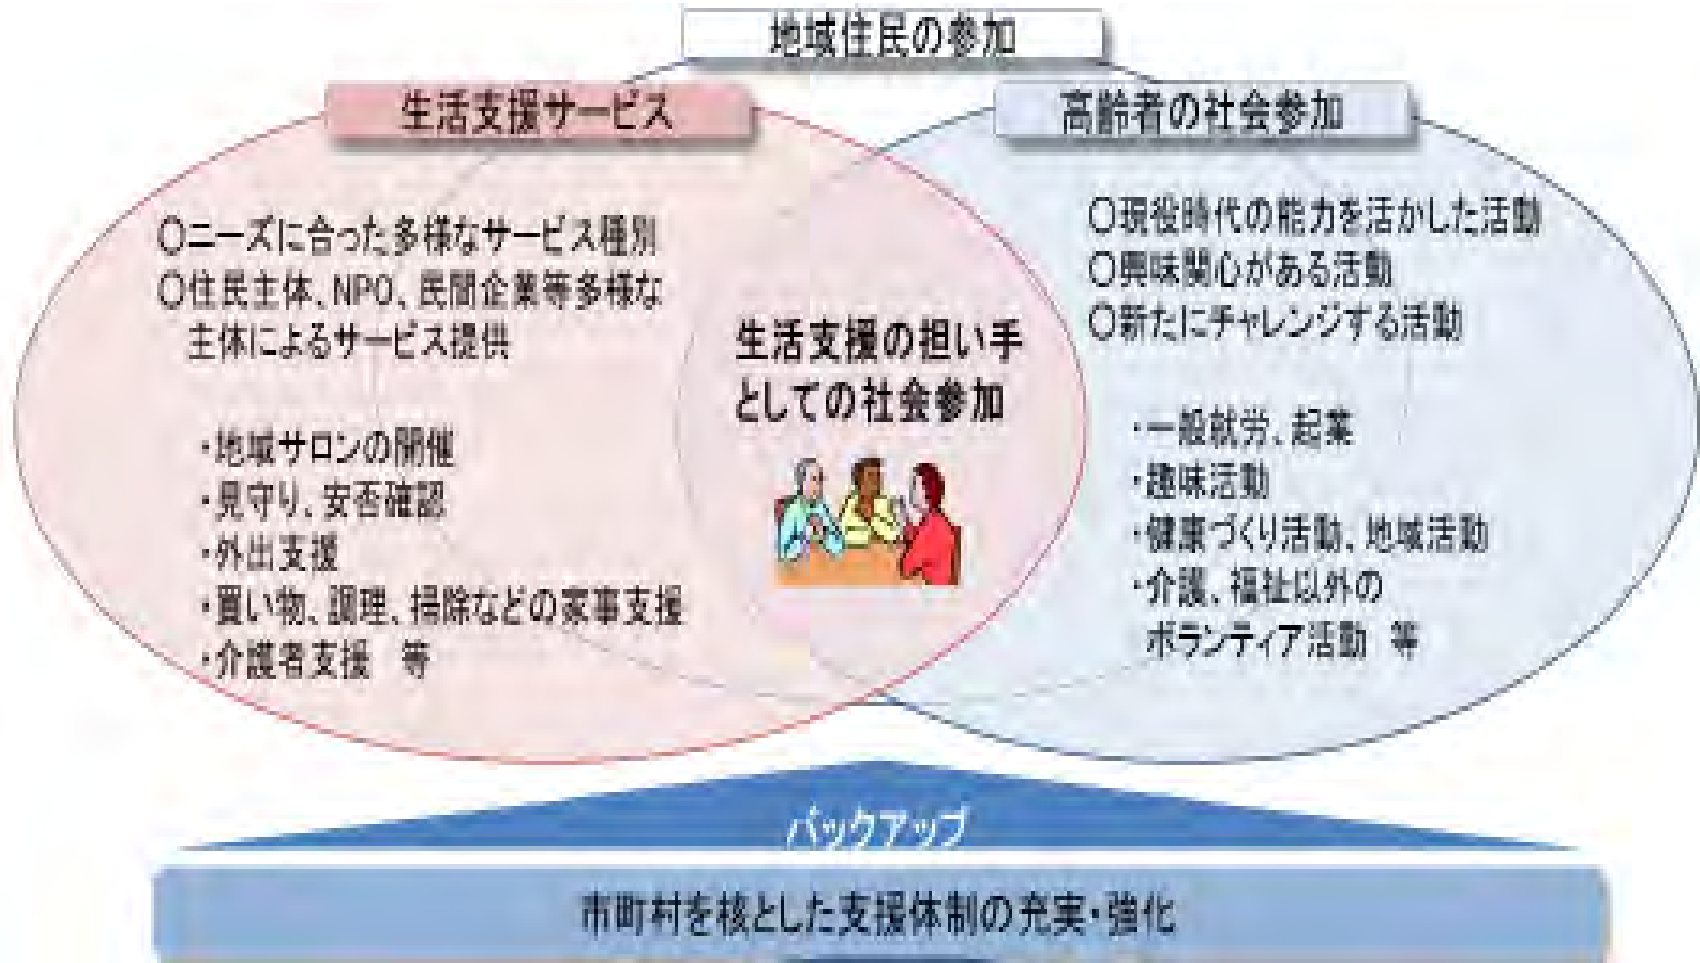 地域住民の参加
生活支援サービス
高齢者の社会参加
〇ニーズに合った多様なサービス種別
〇住民主体、NPO、民間企業等多様な
主体によるサービス提供
・地域サロンの開催
・見守り、安否確認
・外出支援
・買い物、調理、掃除などの家事支援
・介護者支援 等
生活支援の担い手
としての社会参加
〇現役時代の能力を活かした活動
〇興味関心がある活動
〇新たにチャレンジする活動
・一般就労、起業
・趣味活動
・健康づくり活動、地域活動
・介護、福祉以外の
ボランティア活動 等
バックアップ
市町村を核とした支援体制の充実・強化